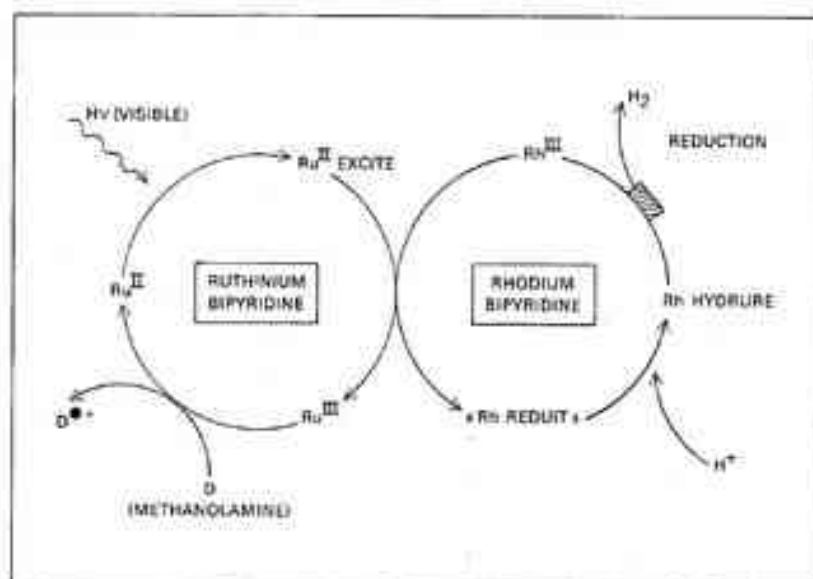 Hν (VISIBLE)
H2
REDUCTION
Ru II EXCITE
Rh III
Ru II
RUTHINIUM
BIPYRIDINE
RHODIUM
BIPYRIDINE
Rh HYDRURE
Ru III
« Rh REDUIT »
D●+
D
(METHANOLAMINE)
H+